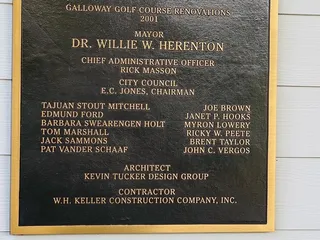 GALLOWAY GOLF COURSE RENOVATIONS
2001
MAYOR
DR. WILLIE W. HERENTON
CHIEF ADMINISTRATIVE OFFICER
RICK MASSON
CITY COUNCIL
E.C. JONES, CHAIRMAN
TAJUAN STOUT MITCHELL JOE BROWN
EDMUND FORD JANET P. HOOKS
BARBARA SWEARENGEN HOLT MYRON LOWERY
TOM MARSHALL RICKY W. PEETE
JACK SAMMONS BRENT TAYLOR
PAT VANDER SCHAAF JOHN C. VERGOS
ARCHITECT
KEVIN TUCKER DESIGN GROUP
CONTRACTOR
W.H. KELLER CONSTRUCTION COMPANY, INC.